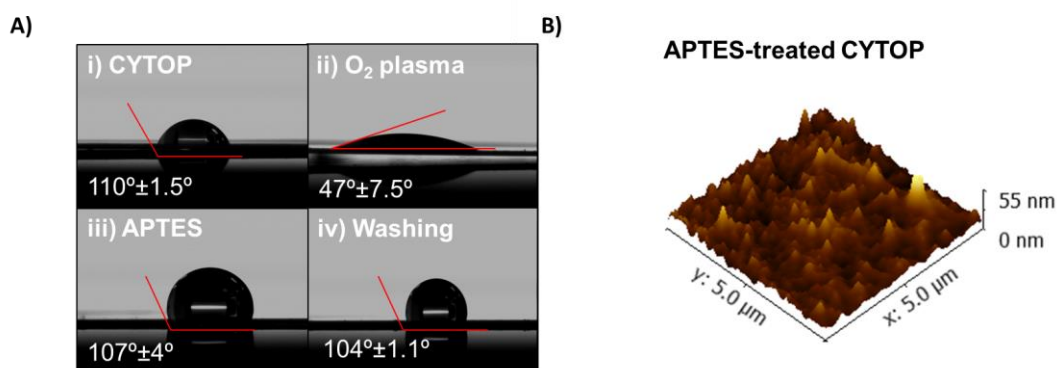 A)
i) CYTOP
110º±1.5º
ii) O₂ plasma
47º±7.5º
iii) APTES
107º±4º
iv) Washing
104º±1.1º
B)
APTES-treated CYTOP
55 nm
0 nm
y: 5.0 µm
x: 5.0 µm